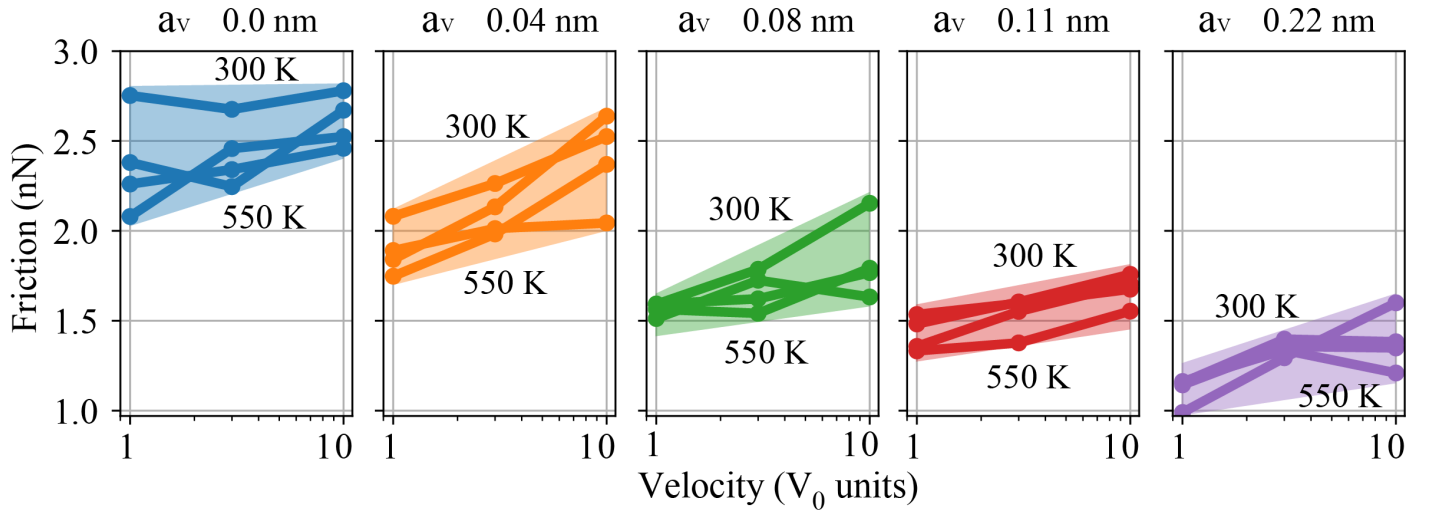 aV 0.0 nm
aV 0.04 nm
aV 0.08 nm
aV 0.11 nm
aV 0.22 nm
3.0
2.5
2.0
1.5
1.0
Friction (nN)
300 K
550 K
300 K
550 K
300 K
550 K
300 K
550 K
300 K
550 K
1 10
1 10
1 10
1 10
1 10
Velocity (V0 units)